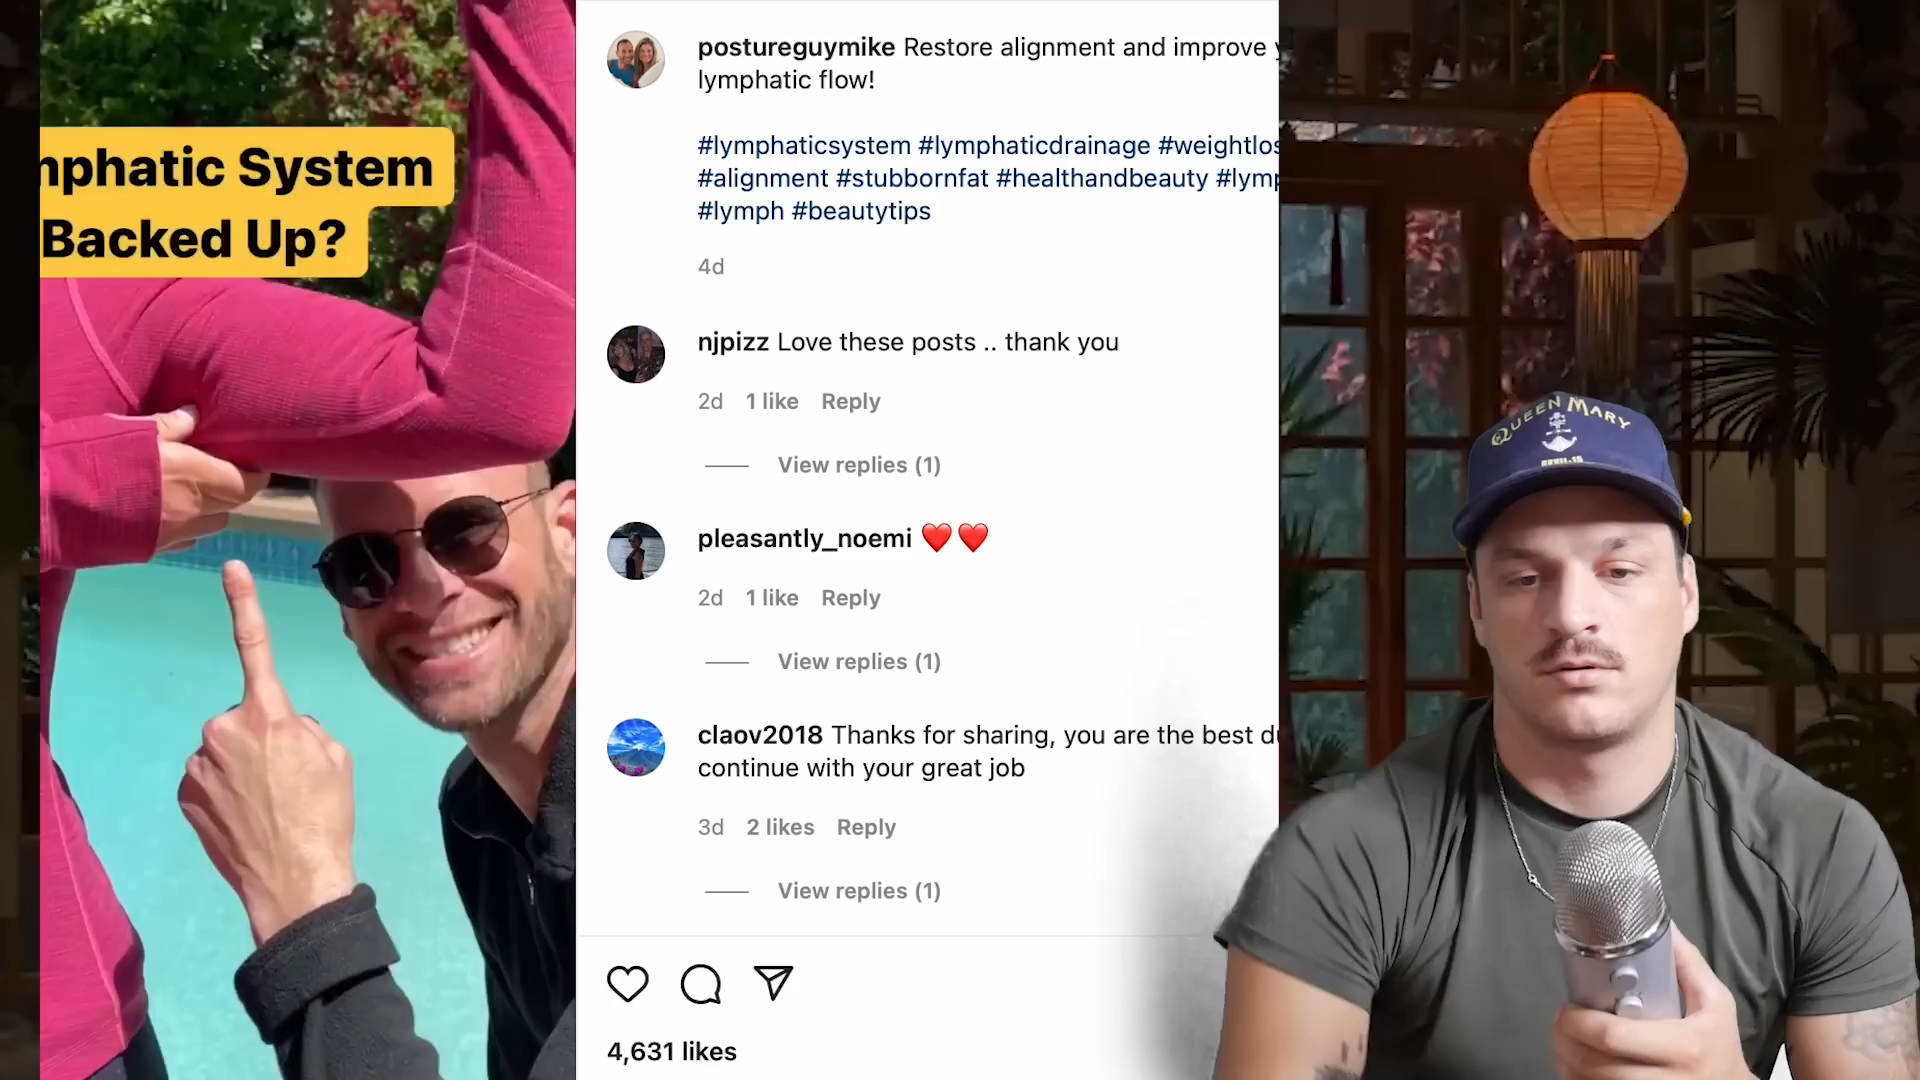 mphatic System
Backed Up?
postureguymike Restore alignment and improve
lymphatic flow!
#lymphaticsystem #lymphaticdrainage #weightlos
#alignment #stubbornfat #healthandbeauty #lymp
#lymph #beautytips
4d
njpizz Love these posts .. thank you
2d 1 like Reply
View replies (1)
pleasantly_noemi ❤️❤️
2d 1 like Reply
View replies (1)
claov2018 Thanks for sharing, you are the best
continue with your great job
3d 2 likes Reply
View replies (1)
4,631 likes
QUEEN MARY